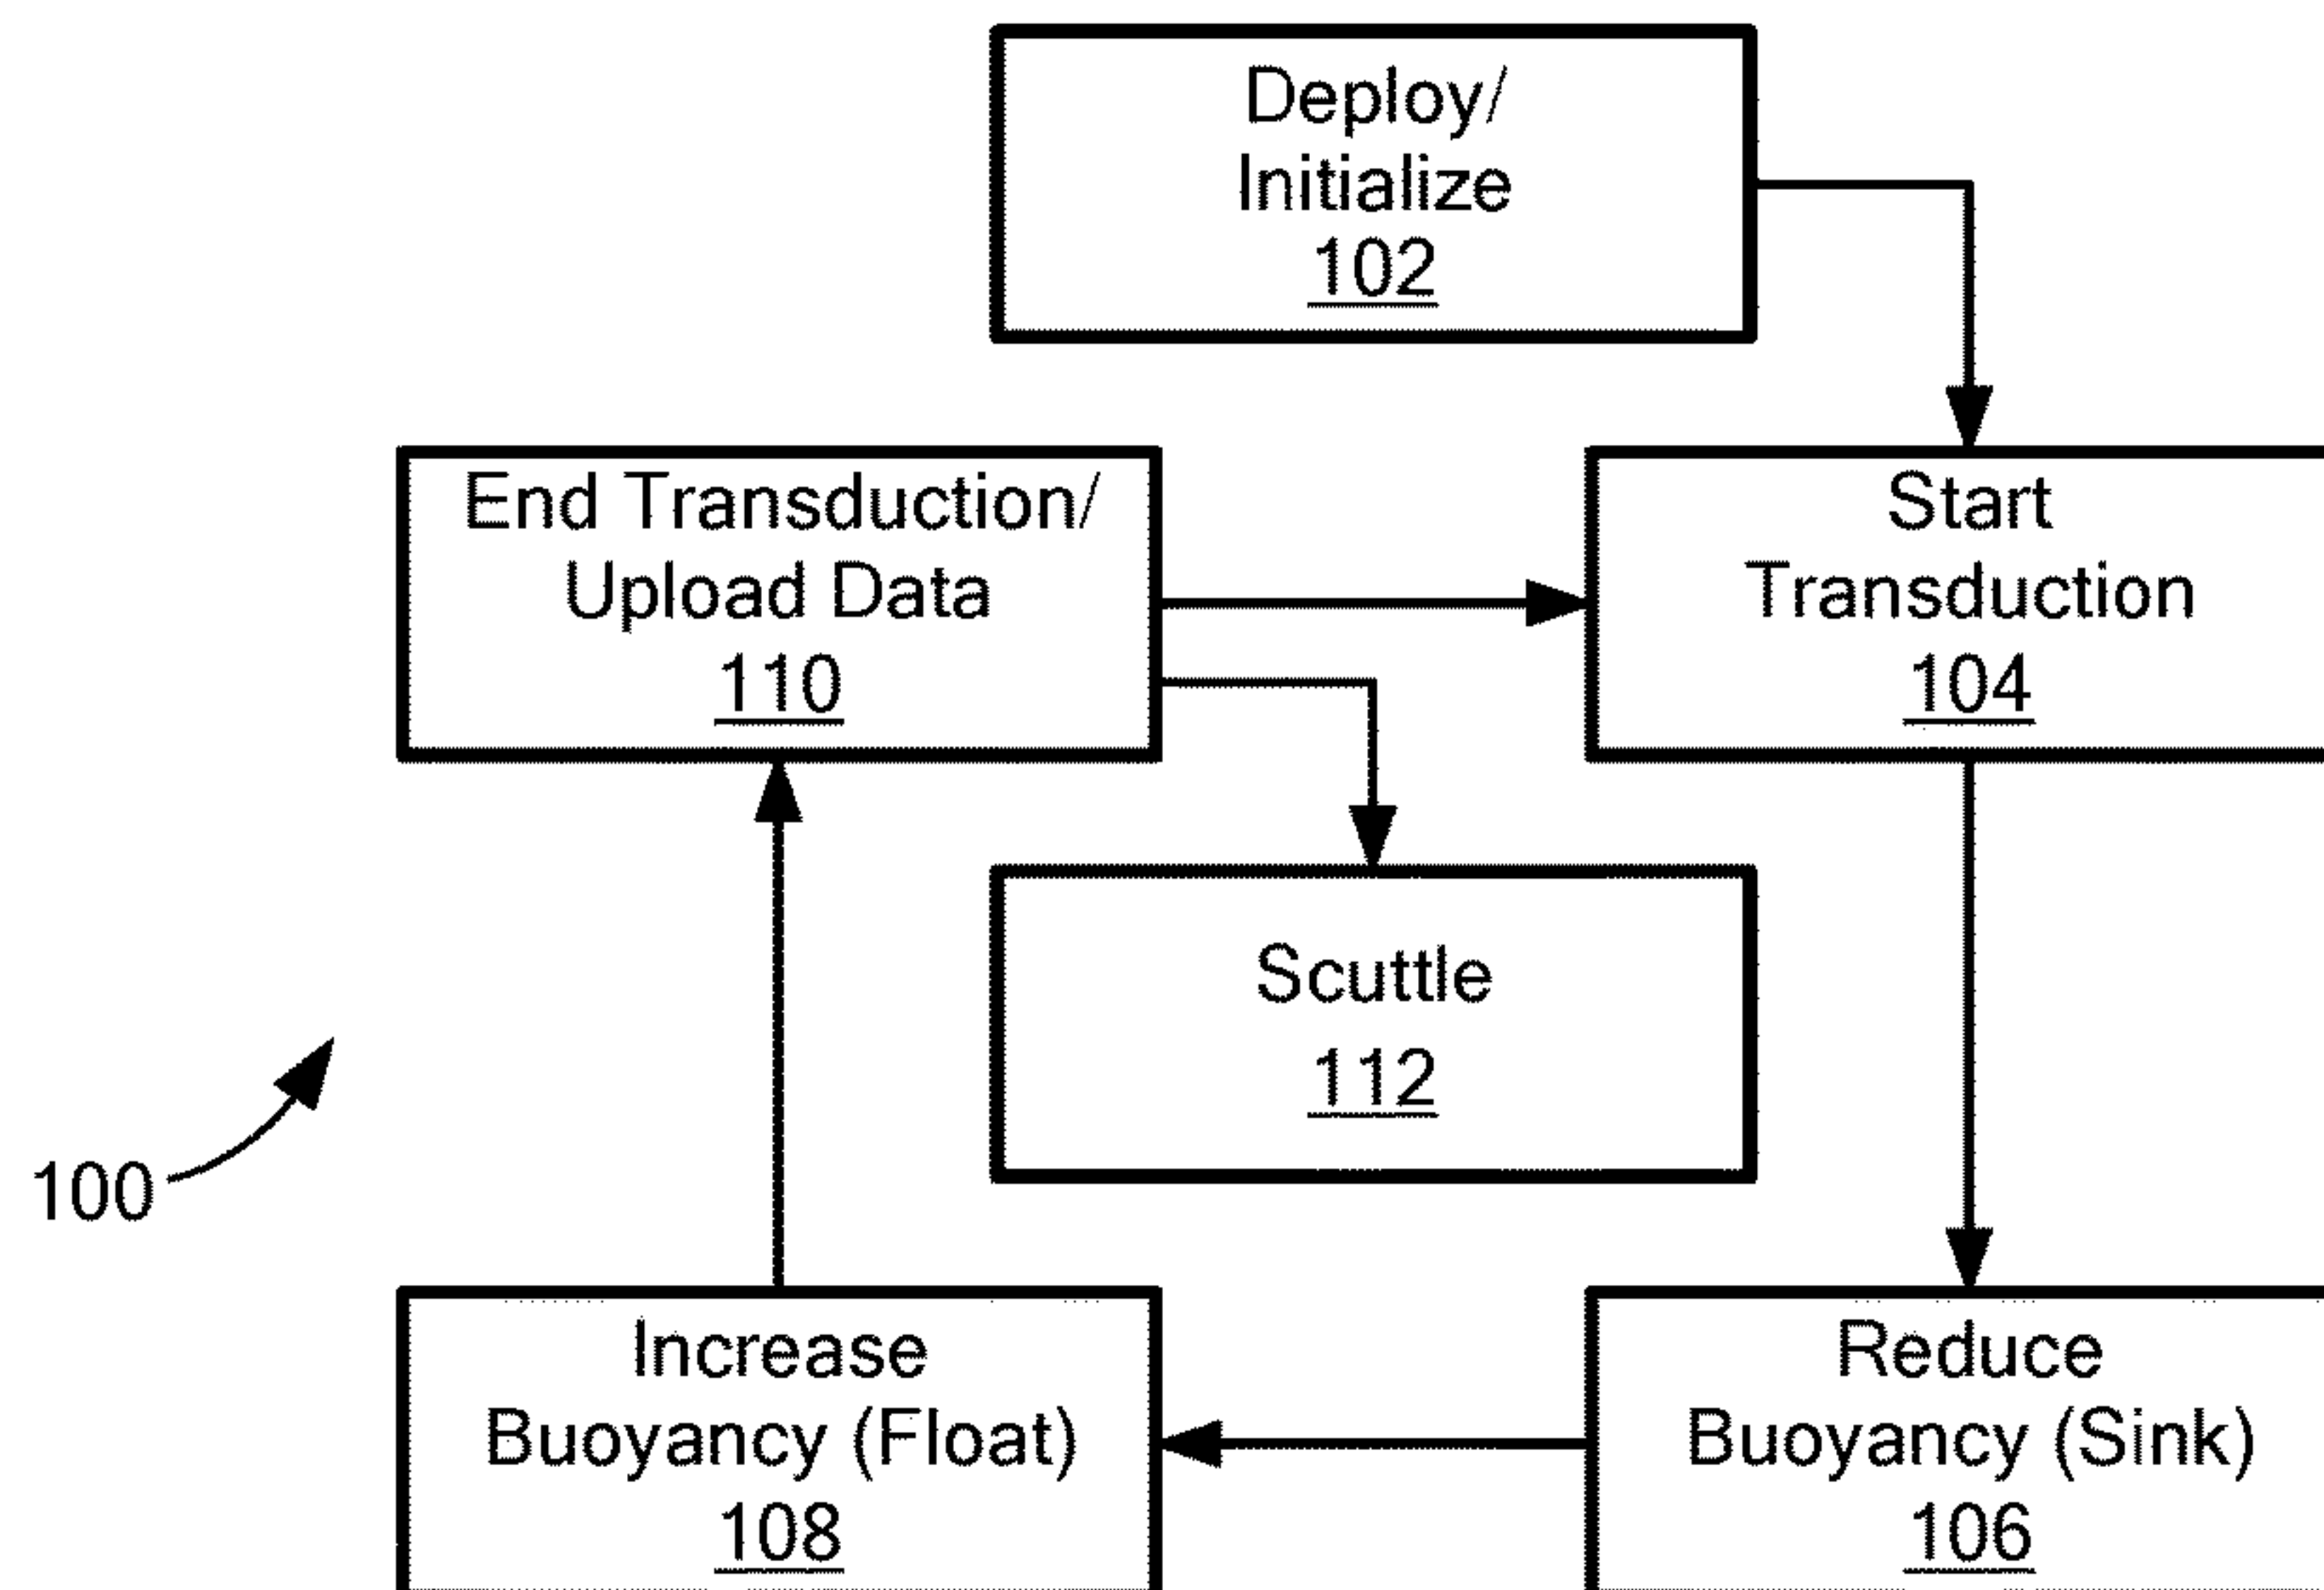 Deploy/
Initialize
102
End Transduction/
Upload Data
110
Start
Transduction
104
Scuttle
112
100
Increase
Buoyancy (Float)
108
Reduce
Buoyancy (Sink)
106